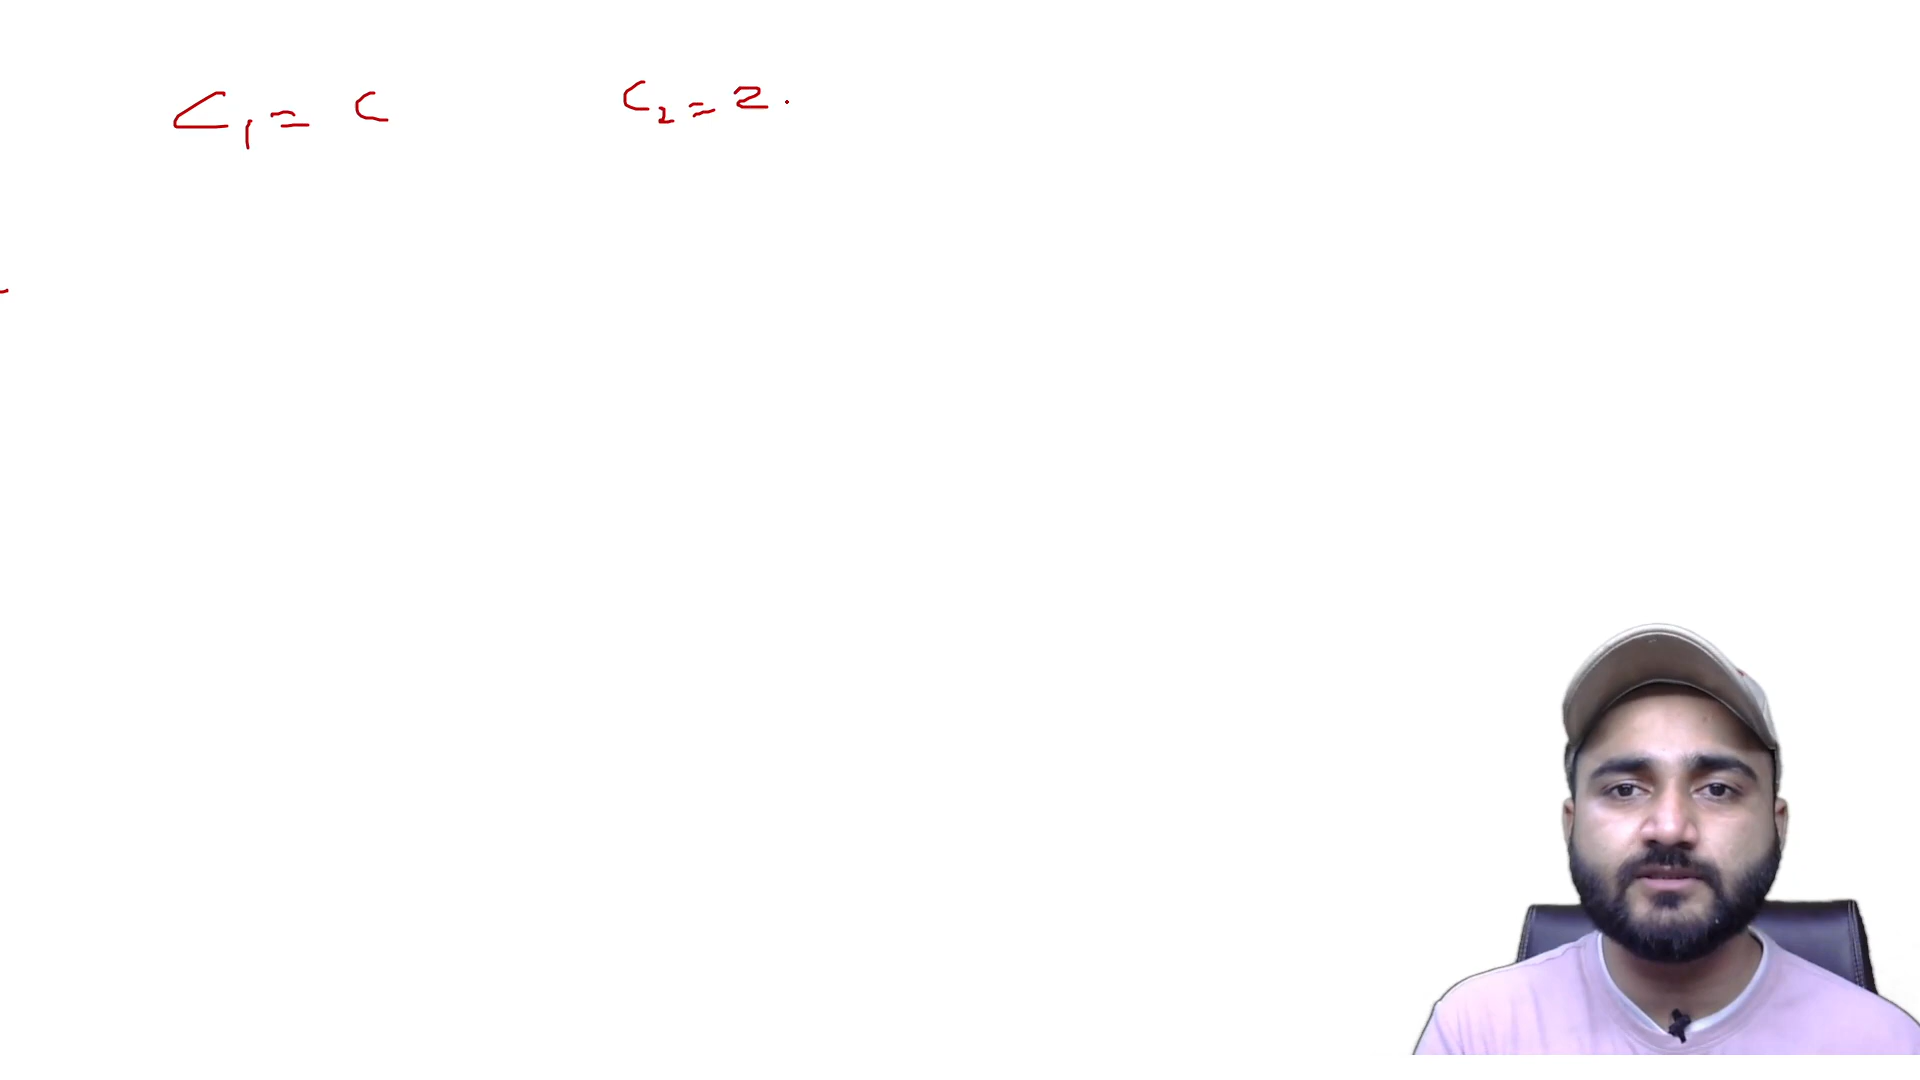 C₁ = C C₂ = 2.